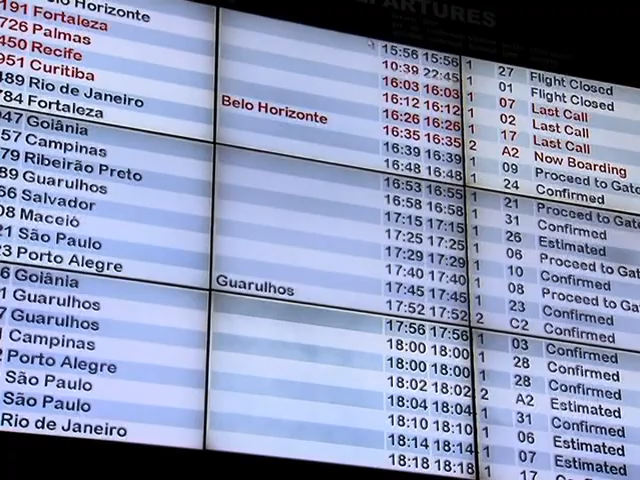 PARTURES
15:56 15:56 1 27 Flight Closed
Horizonte 10:39 22:45 1 01 Flight Closed
191 Fortaleza 16:03 16:03 1 07 Last Call
726 Palmas 16:12 16:12 1 02 Last Call
450 Recife 16:26 16:26 1 17 Last Call
951 Curitiba Belo Horizonte 16:35 16:35 2 A2 Now Boarding
489 Rio de Janeiro 16:39 16:39 1 09 Proceed to Gate
784 Fortaleza 16:48 16:48 1 24 Confirmed
947 Goiânia 16:53 16:55 1 21 Proceed to Gate
57 Campinas 16:58 16:58 1 31 Confirmed
79 Ribeirão Preto 17:15 17:15 1 26 Estimated
89 Guarulhos 17:25 17:25 1 06 Proceed to Gate
66 Salvador 17:29 17:29 1 10 Confirmed
08 Maceió 17:40 17:40 1 08 Proceed to Gate
21 São Paulo 17:45 17:45 1 23 Confirmed
23 Porto Alegre Guarulhos 17:52 17:52 2 C2 Confirmed
6 Goiânia 17:56 17:56 1 03 Confirmed
1 Guarulhos 18:00 18:00 1 28 Confirmed
7 Guarulhos 18:00 18:00 1 28 Confirmed
Campinas 18:02 18:02 2 A2 Estimated
Porto Alegre 18:04 18:04 1 31 Confirmed
São Paulo 18:10 18:10 1 06 Estimated
São Paulo 18:14 18:14 1 07 Estimated
Rio de Janeiro 18:18 18:18 1 17